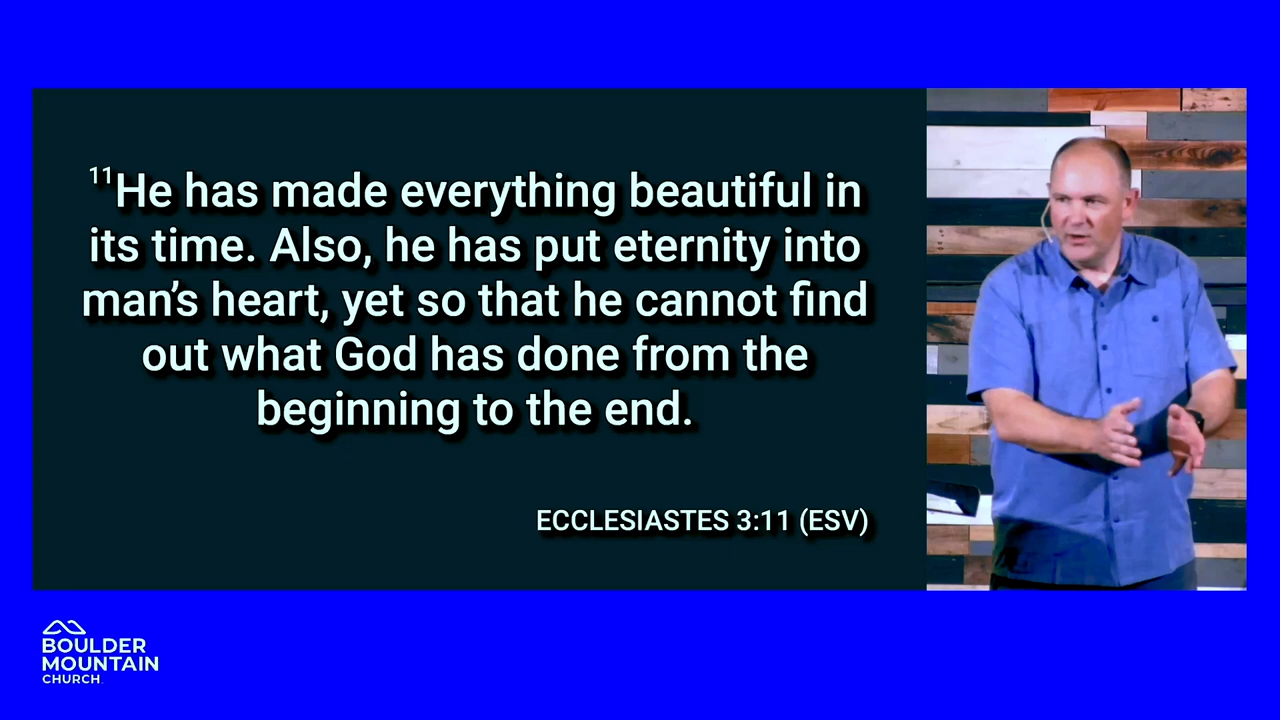 11He has made everything beautiful in
its time. Also, he has put eternity into
man’s heart, yet so that he cannot find
out what God has done from the
beginning to the end.
ECCLESIASTES 3:11 (ESV)
BOULDER
MOUNTAIN
CHURCH